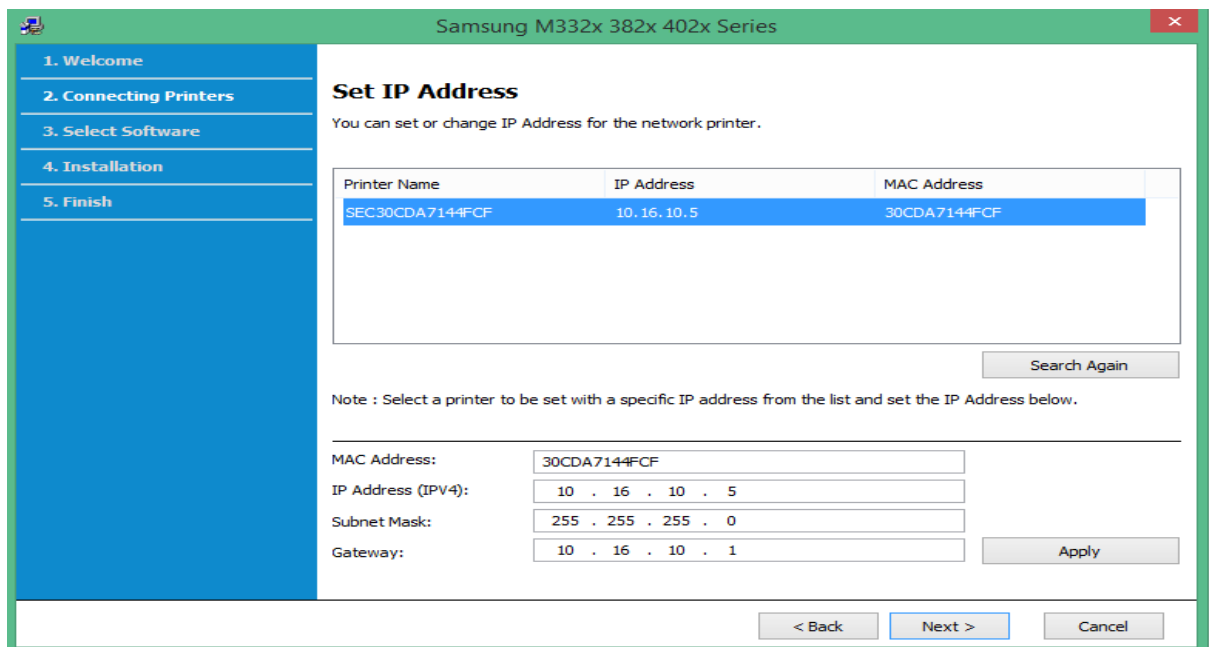 Samsung M332x 382x 402x Series
1. Welcome
2. Connecting Printers
3. Select Software
4. Installation
5. Finish
Set IP Address
You can set or change IP Address for the network printer.
Printer Name IP Address MAC Address
SEC30CDA7144FCF 10.16.10.5 30CDA7144FCF
Search Again
Note : Select a printer to be set with a specific IP address from the list and set the IP Address below.
MAC Address: 30CDA7144FCF
IP Address (IPV4): 10 . 16 . 10 . 5
Subnet Mask: 255 . 255 . 255 . 0
Gateway: 10 . 16 . 10 . 1
Apply
< Back Next > Cancel